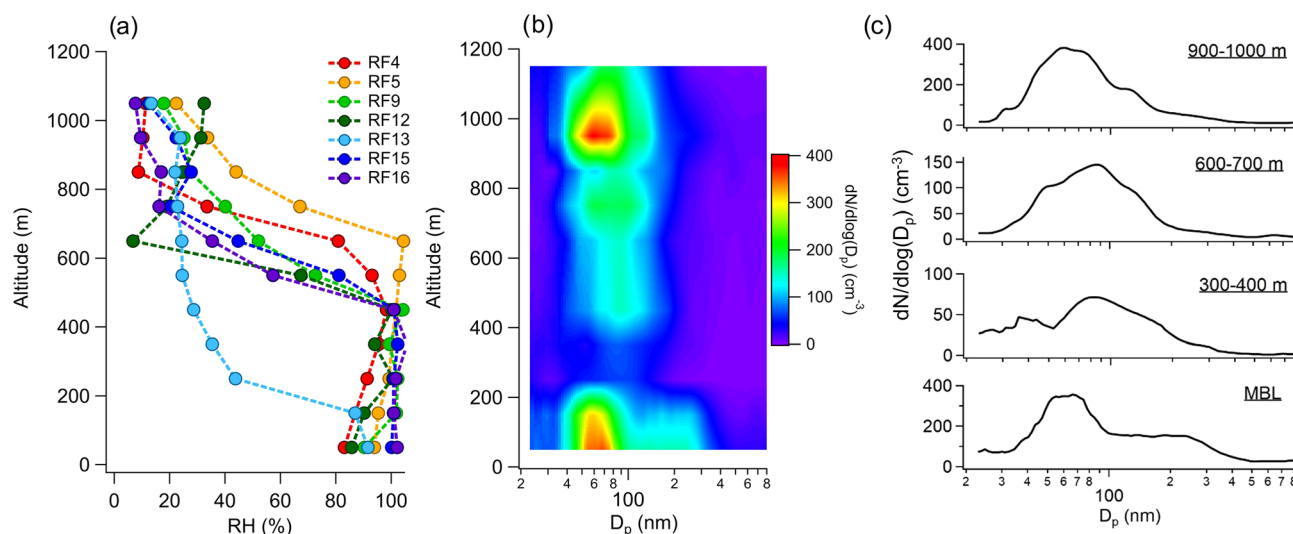 (a)
1200
1000
800
600
400
200
0
Altitude (m)
0
20
40
60
80
100
RH (%)
RF4
RF5
RF9
RF12
RF13
RF15
RF16
(b)
1200
1000
800
600
400
200
0
Altitude (m)
2
4
6
8
100
2
4
6
8
Dp (nm)
400
300
200
100
0
dN/dlog(Dp) (cm-3)
(c)
400
200
0
900-1000 m
150
100
50
0
600-700 m
100
50
0
300-400 m
400
200
0
MBL
dN/dlog(Dp) (cm-3)
2
3
4
5
6
7
8
100
2
3
4
5
6
7
8
Dp (nm)